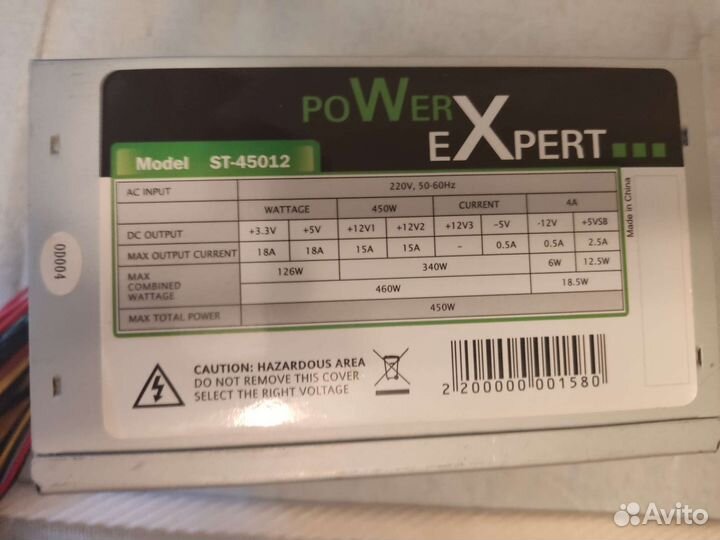 POWER
EXPERT
Model ST-45012
AC INPUT 220V, 50-60Hz
WATTAGE 450W CURRENT 4A
DC OUTPUT +3.3V +5V +12V1 +12V2 +12V3 -5V -12V +5VSB
MAX OUTPUT CURRENT 18A 18A 15A 15A - 0.5A 0.5A 2.5A
MAX COMBINED WATTAGE 126W 340W 6W 12.5W
460W 18.5W
MAX TOTAL POWER 450W
Made in China
0D004
CAUTION: HAZARDOUS AREA
DO NOT REMOVE THIS COVER
SELECT THE RIGHT VOLTAGE
2 200000 001580
Avito